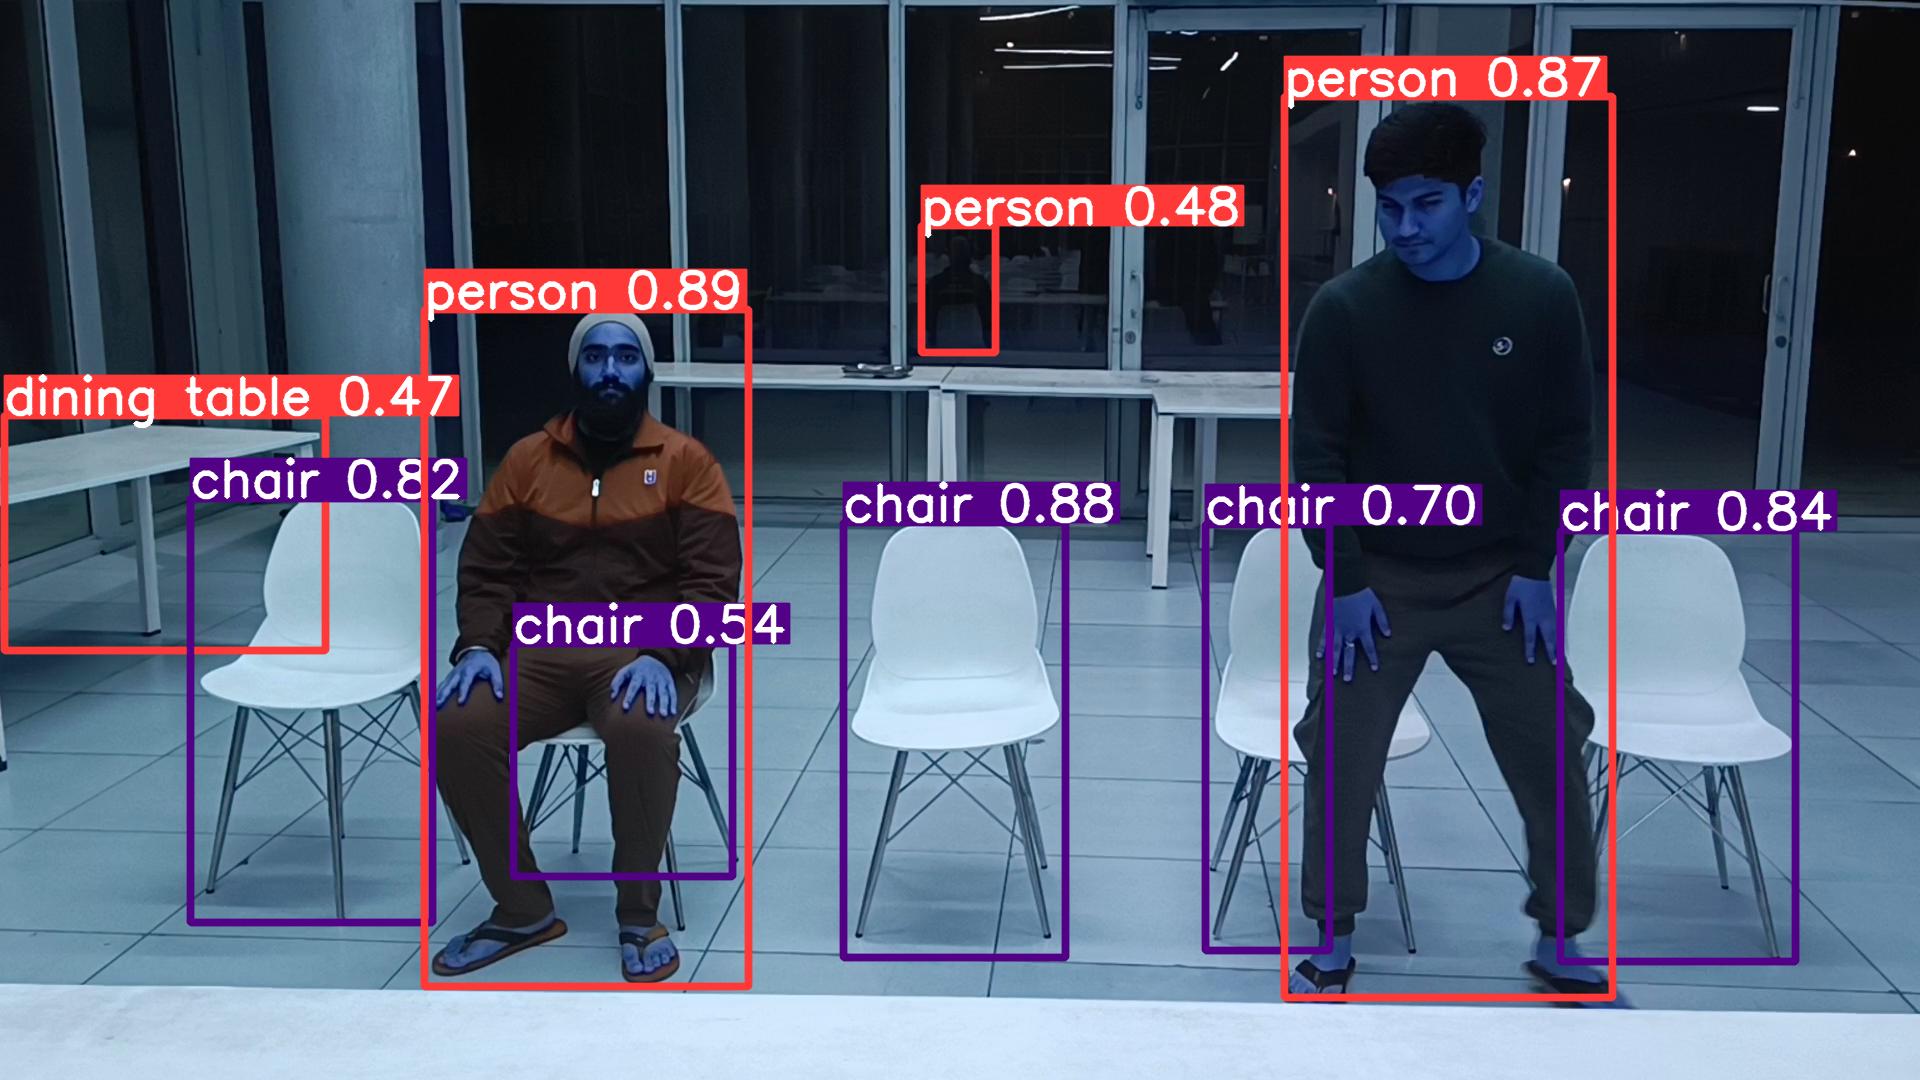 person 0.87
person 0.48
person 0.89
dining table 0.47
chair 0.82
chair 0.88
chair 0.70
chair 0.84
chair 0.54